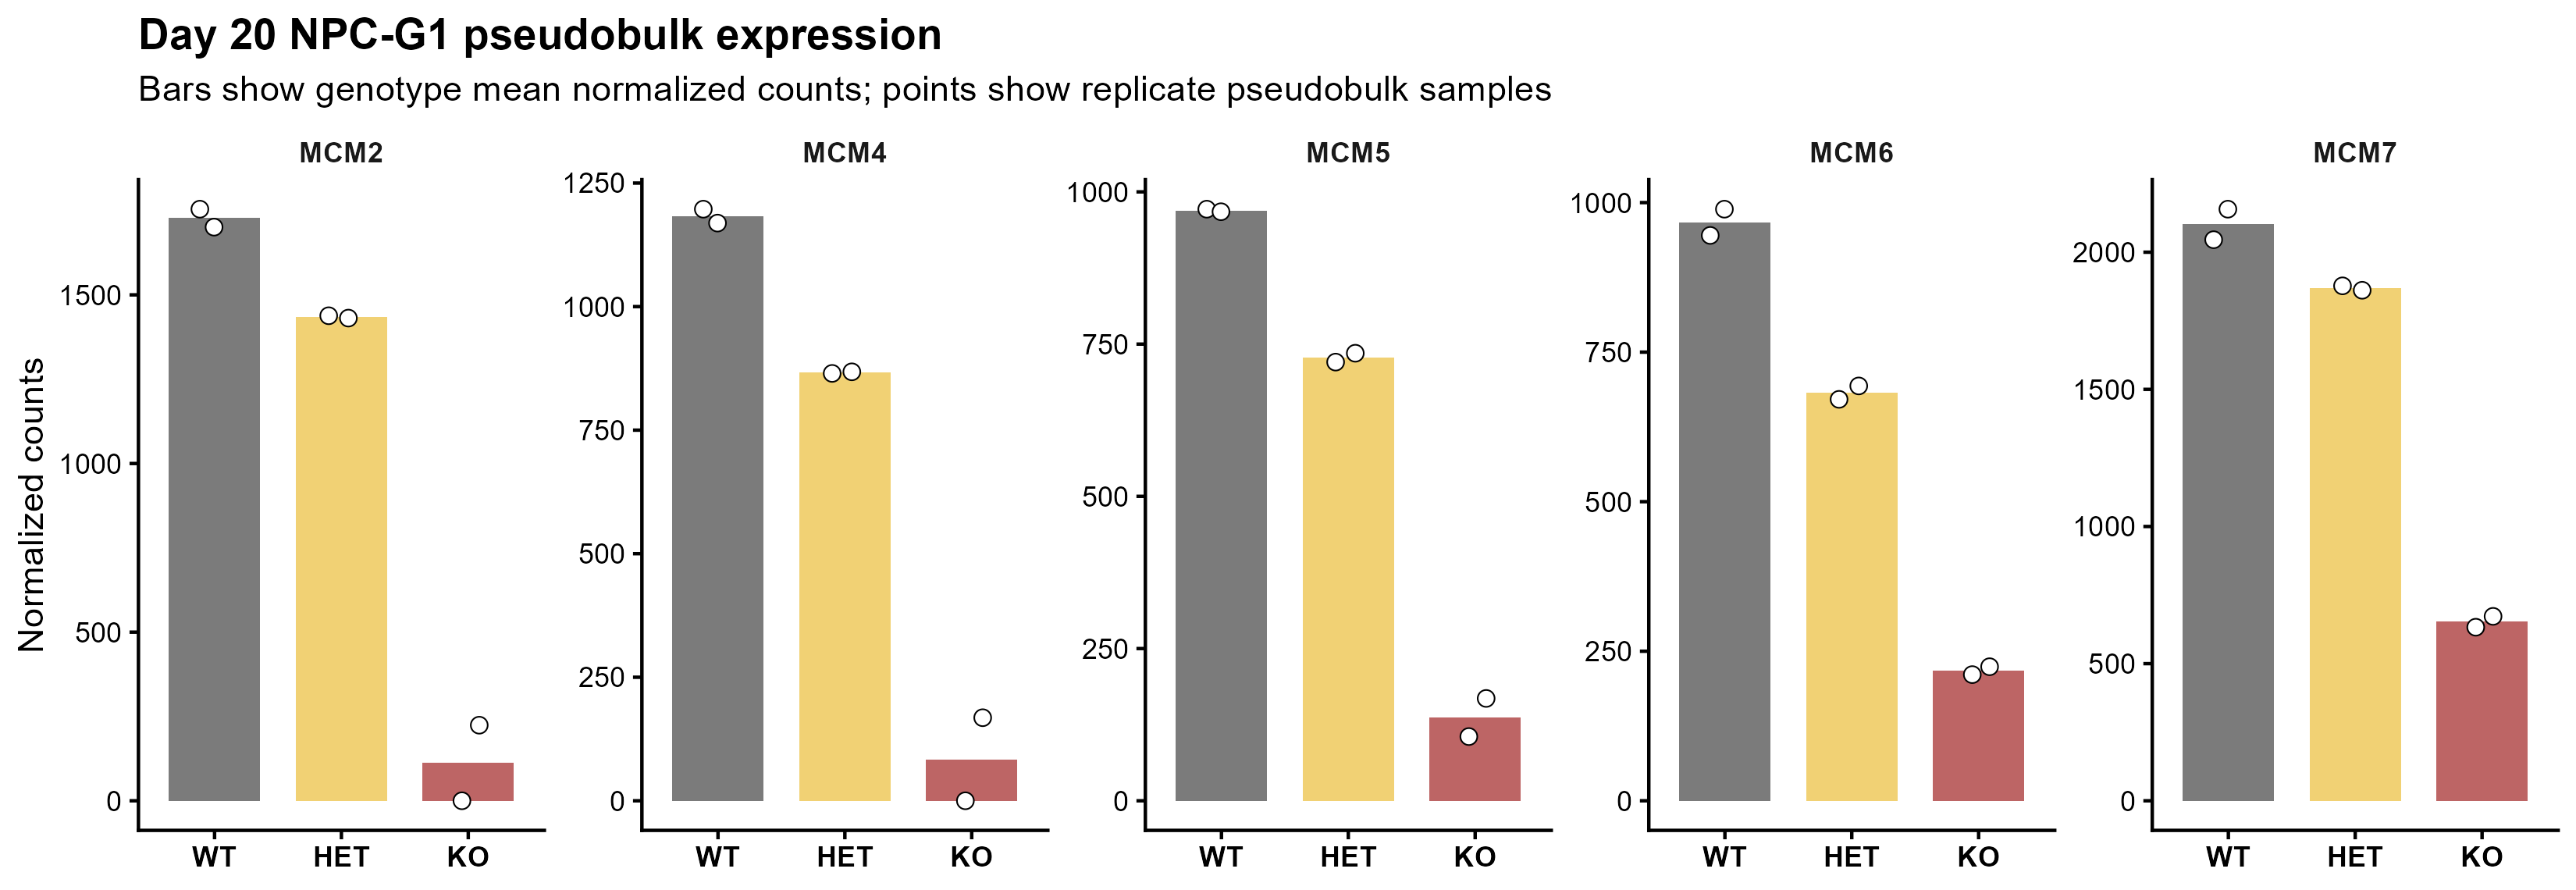 Day 20 NPC-G1 pseudobulk expression
Bars show genotype mean normalized counts; points show replicate pseudobulk samples
Normalized counts
MCM2
1500
1000
500
0
WT HET KO
MCM4
1250
1000
750
500
250
0
WT HET KO
MCM5
1000
750
500
250
0
WT HET KO
MCM6
1000
750
500
250
0
WT HET KO
MCM7
2000
1500
1000
500
0
WT HET KO